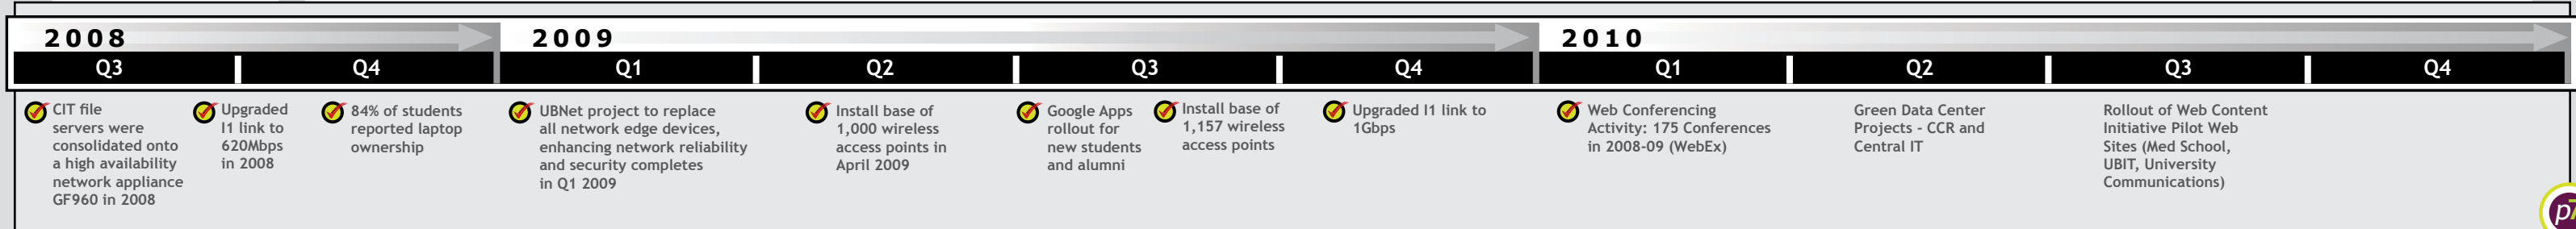 2008
2009
2010
Q3
Q4
Q1
Q2
Q3
Q4
Q1
Q2
Q3
Q4
CIT file
servers were
consolidated onto
a high availability
network appliance
GF960 in 2008
Upgraded
I1 link to
620Mbps
in 2008
84% of students
reported laptop
ownership
UBNet project to replace
all network edge devices,
enhancing network reliability
and security completes
in Q1 2009
Install base of
1,000 wireless
access points in
April 2009
Google Apps
rollout for
new students
and alumni
Install base of
1,157 wireless
access points
Upgraded I1 link to
1Gbps
Web Conferencing
Activity: 175 Conferences
in 2008-09 (WebEx)
Green Data Center
Projects - CCR and
Central IT
Rollout of Web Content
Initiative Pilot Web
Sites (Med School,
UBIT, University
Communications)